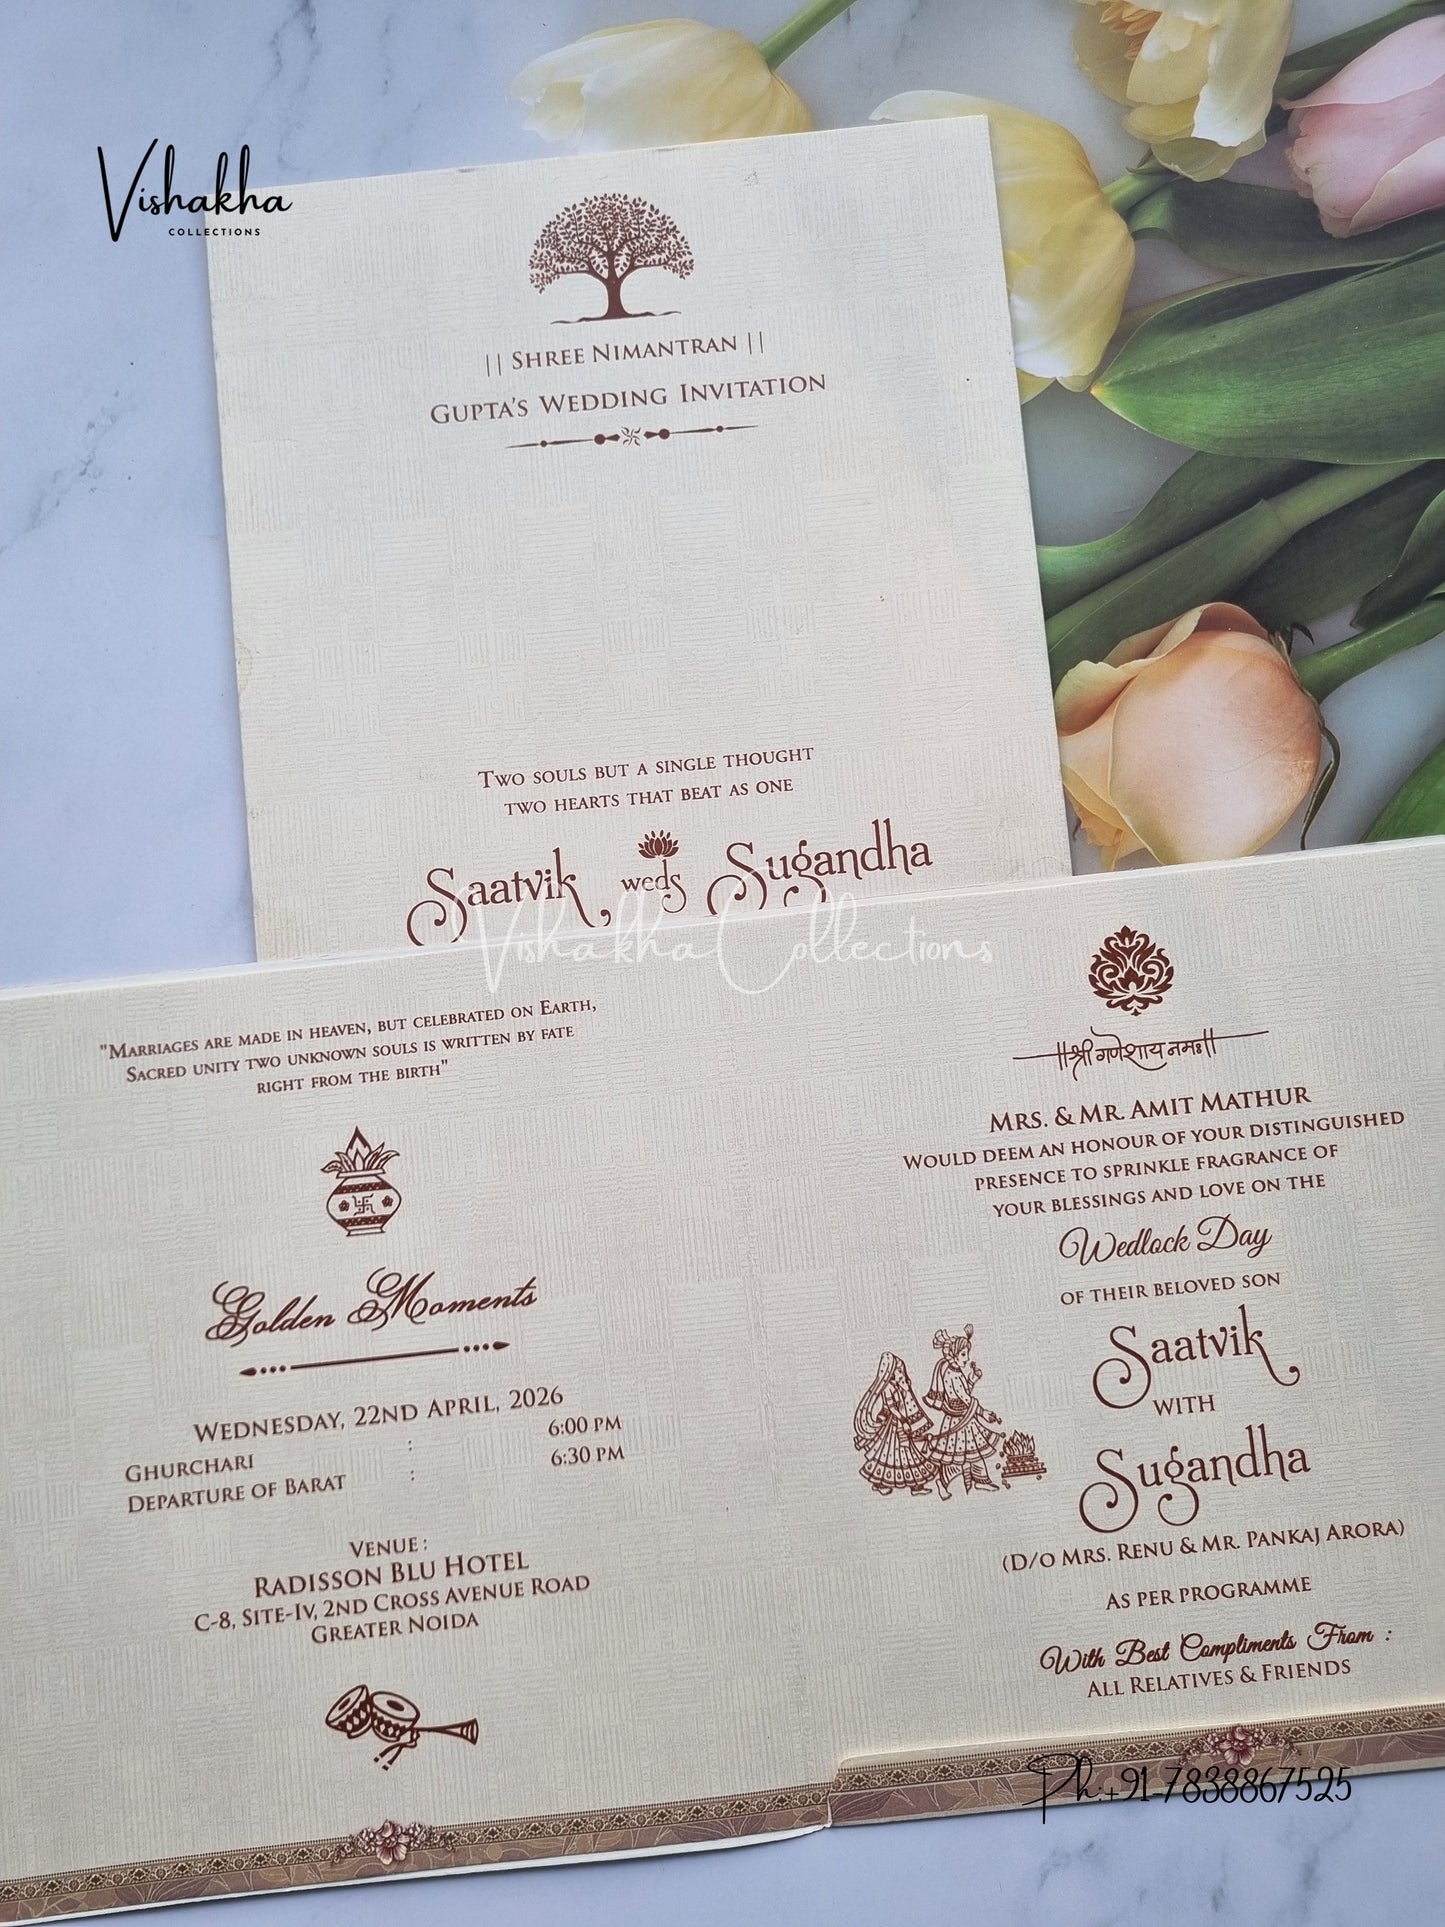 Vishakha
COLLECTIONS
|| SHREE NIMANTRAN ||
GUPTA'S WEDDING INVITATION
TWO SOULS BUT A SINGLE THOUGHT
TWO HEARTS THAT BEAT AS ONE
Saatvik weds Sugandha
Vishakha Collections
"MARRIAGES ARE MADE IN HEAVEN, BUT CELEBRATED ON EARTH,
SACRED UNITY TWO UNKNOWN SOULS IS WRITTEN BY FATE
RIGHT FROM THE BIRTH"
Golden Moments
WEDNESDAY, 22ND APRIL, 2026
GHURCHARI : 6:00 PM
DEPARTURE OF BARAT : 6:30 PM
VENUE :
RADISSON BLU HOTEL
C-8, SITE-IV, 2ND CROSS AVENUE ROAD
GREATER NOIDA
||श्री गणेशाय नमः||
MRS. & MR. AMIT MATHUR
WOULD DEEM AN HONOUR OF YOUR DISTINGUISHED
PRESENCE TO SPRINKLE FRAGRANCE OF
YOUR BLESSINGS AND LOVE ON THE
Wedlock Day
OF THEIR BELOVED SON
Saatvik
WITH
Sugandha
(D/O MRS. RENU & MR. PANKAJ ARORA)
AS PER PROGRAMME
With Best Compliments From :
ALL RELATIVES & FRIENDS
Ph:+91-7838867525